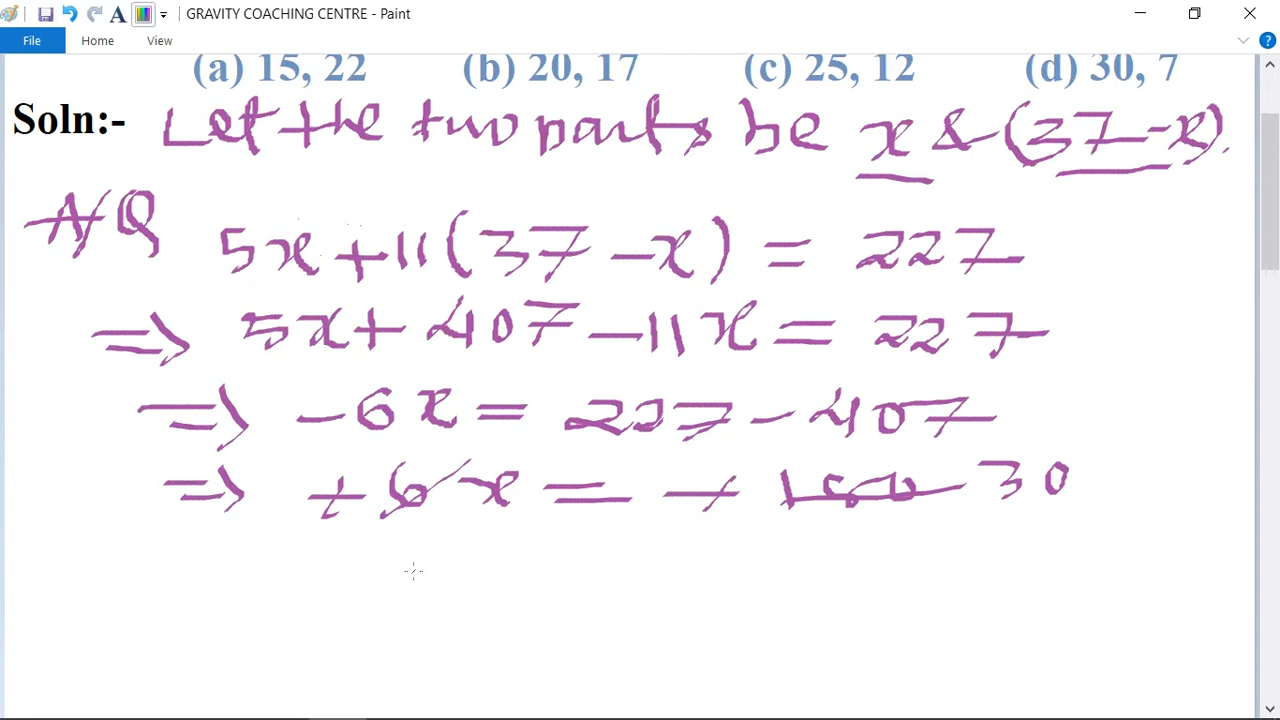 GRAVITY COACHING CENTRE - Paint
File Home View
(a) 15, 22 (b) 20, 17 (c) 25, 12 (d) 30, 7
Soln:- Let the two parts be x & (37-x).
A/Q 5x+11(37-x) = 227
=> 5x+407-11x = 227
=> -6x = 227-407
=> -6x = -180 30